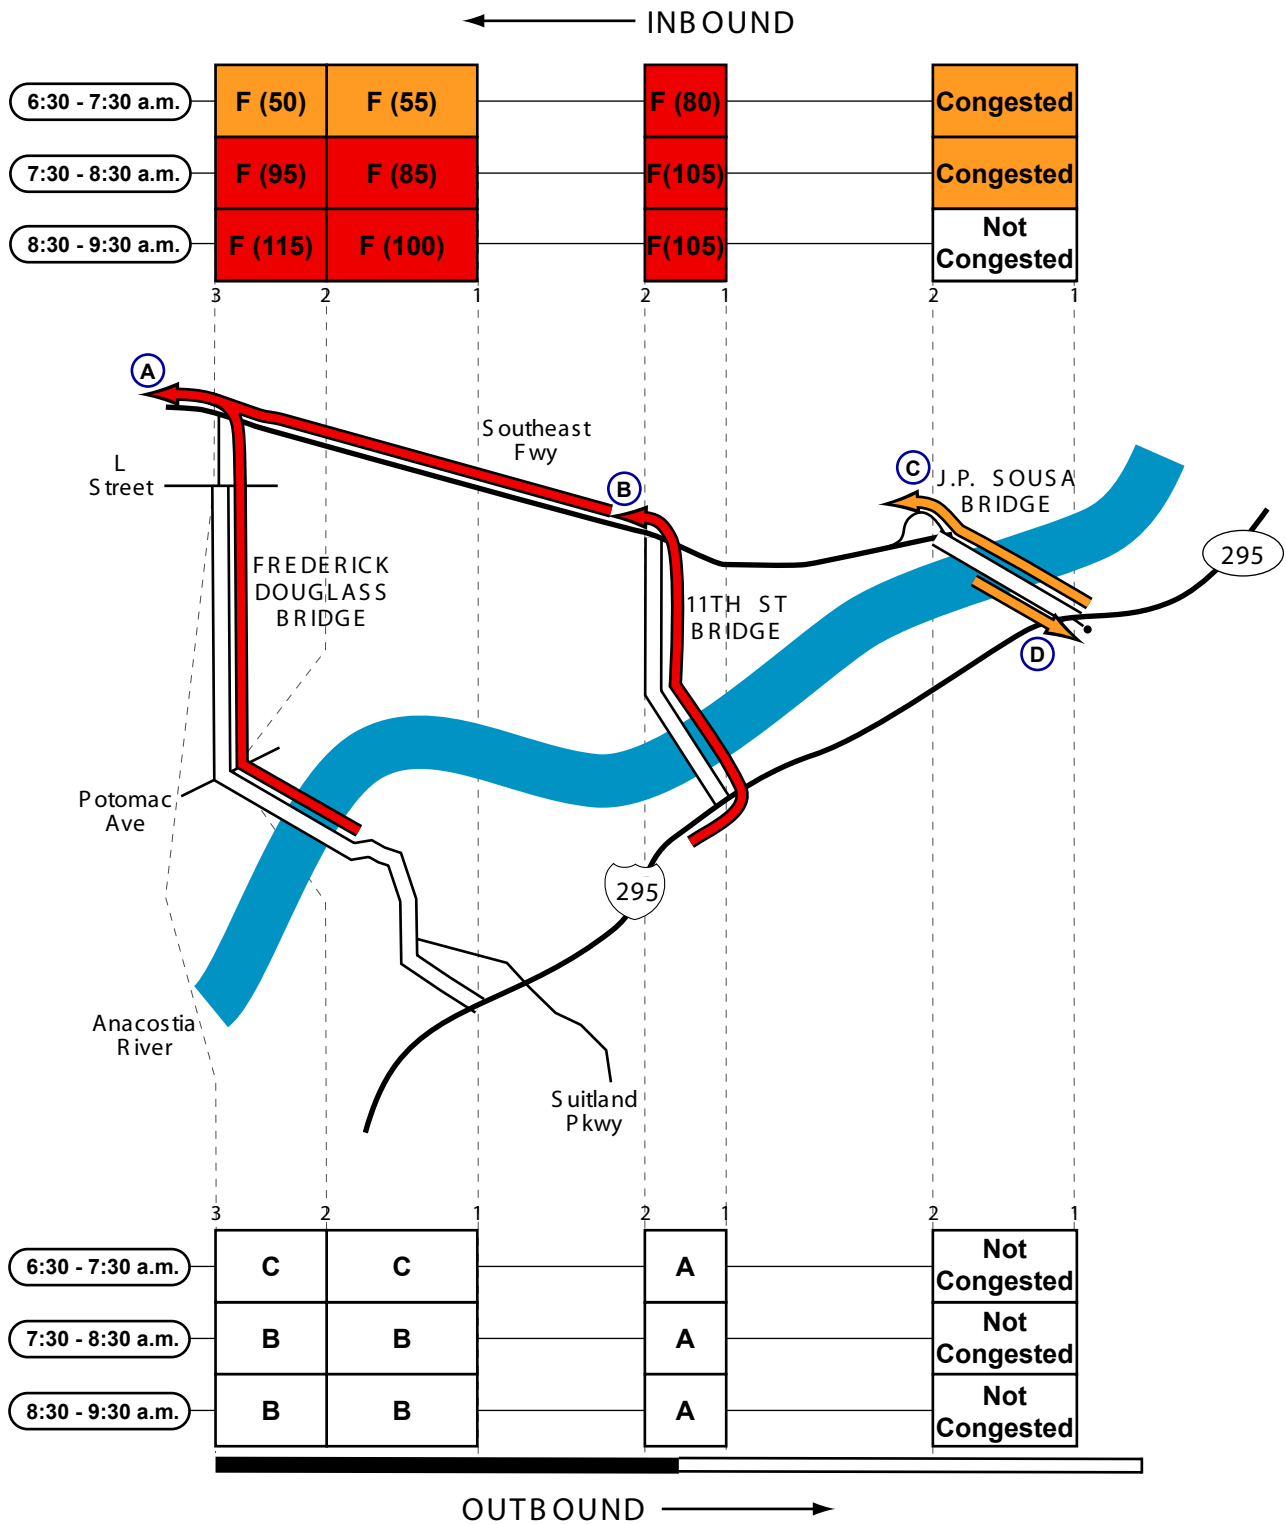 INBOUND
6:30 - 7:30 a.m. F (50) F (55) F (80) Congested
7:30 - 8:30 a.m. F (95) F (85) F(105) Congested
8:30 - 9:30 a.m. F (115) F (100) F(105) Not
Congested
3 2 1 2 1 2 1
A
Southeast
Fwy
B
C
J.P. SOUSA
BRIDGE
L
Street
295
FREDERICK
DOUGLASS
BRIDGE
11TH ST
BRIDGE
D
Potomac
Ave
295
Anacostia
River
Suitland
Pkwy
3 2 1 2 1 2 1
6:30 - 7:30 a.m. C C A Not
Congested
7:30 - 8:30 a.m. B B A Not
Congested
8:30 - 9:30 a.m. B B A Not
Congested
OUTBOUND